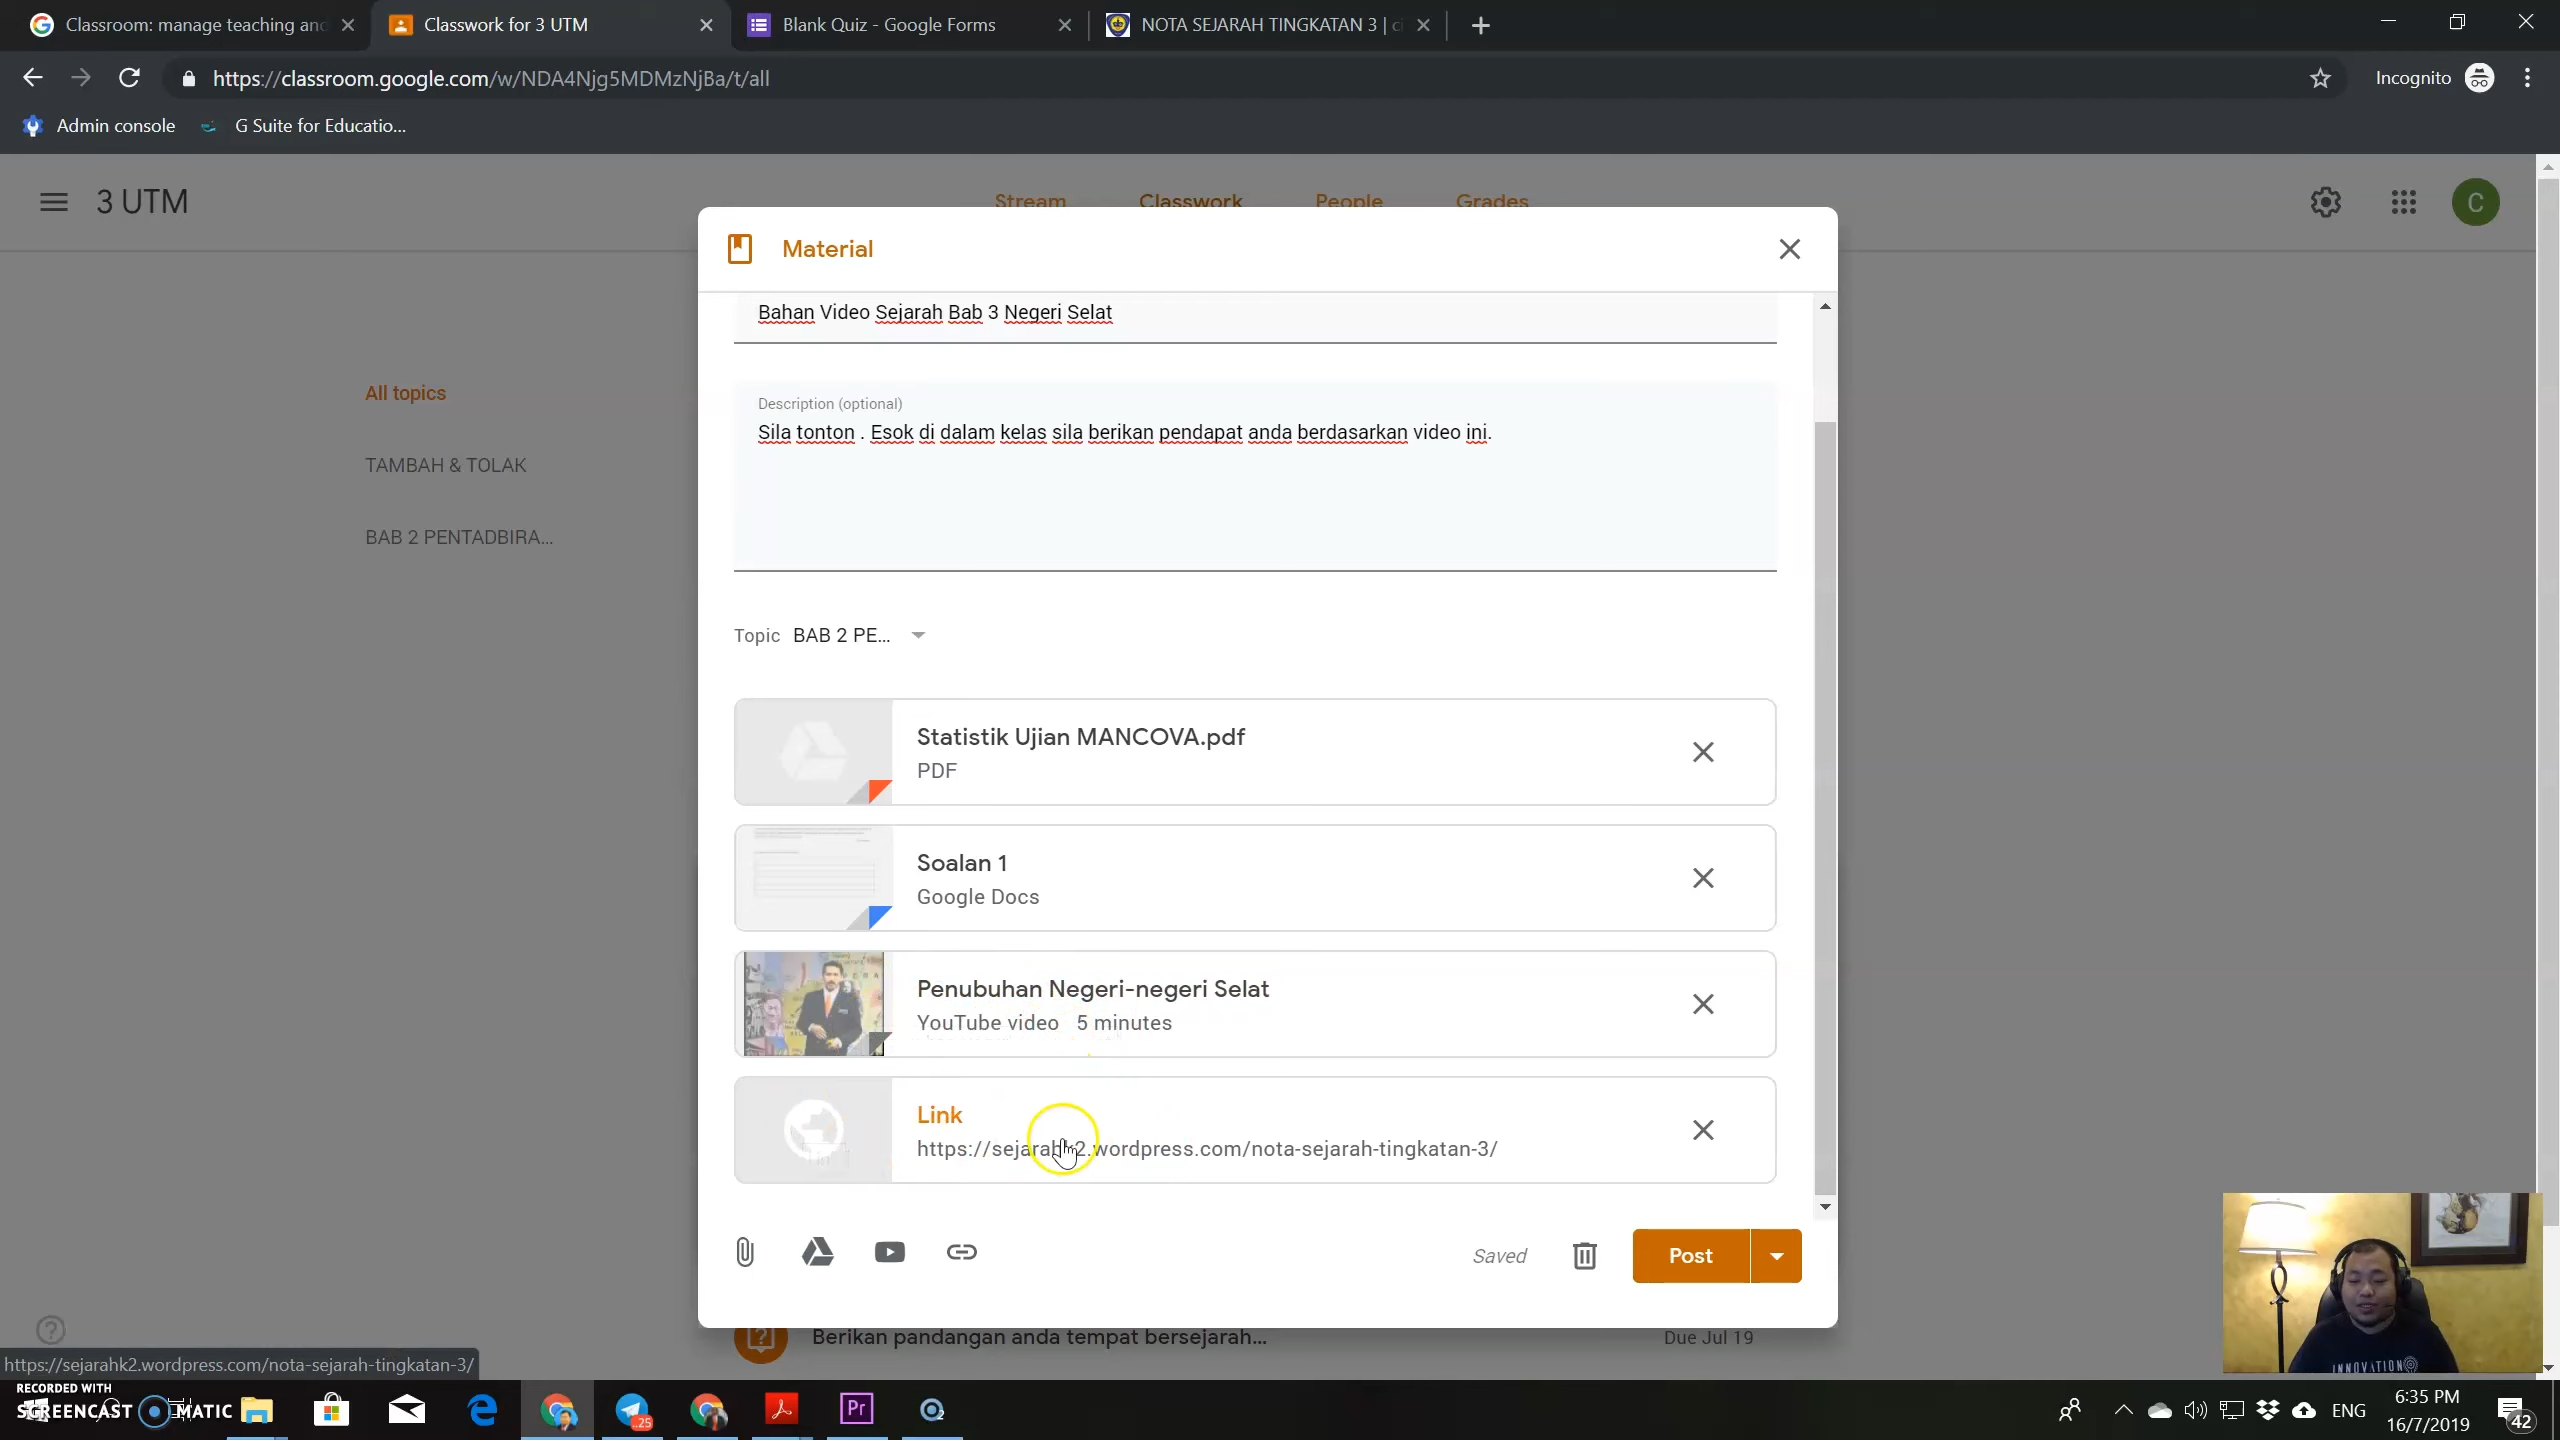 Classroom: manage teaching and
Classwork for 3 UTM
Blank Quiz - Google Forms
NOTA SEJARAH TINGKATAN 3 |
https://classroom.google.com/w/NDA4Njg5MDMzNjBa/t/all
Incognito
Admin console
G Suite for Educatio...
3 UTM
Stream
Classwork
People
Grades
C
Material
Bahan Video Sejarah Bab 3 Negeri Selat
All topics
Description (optional)
Sila tonton . Esok di dalam kelas sila berikan pendapat anda berdasarkan video ini.
TAMBAH & TOLAK
BAB 2 PENTADBIRA...
Topic BAB 2 PE...
Statistik Ujian MANCOVA.pdf
PDF
Soalan 1
Google Docs
Penubuhan Negeri-negeri Selat
YouTube video 5 minutes
Link
https://sejarahk2.wordpress.com/nota-sejarah-tingkatan-3/
Saved
Post
Berikan pandangan anda tempat bersejarah...
Due Jul 19
https://sejarahk2.wordpress.com/nota-sejarah-tingkatan-3/
INNOVATION
RECORDED WITH
SCREENCAST MATIC
25
Pr
ENG
6:35 PM
16/7/2019
42